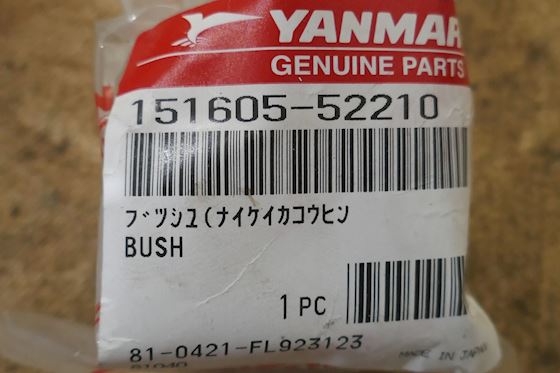 YANMAR
GENUINE PARTS
151605-52210
ブッシュ(ナイケイカコウヒン
BUSH
1 PC
81-0421-FL923123
MADE IN JAPAN
81040